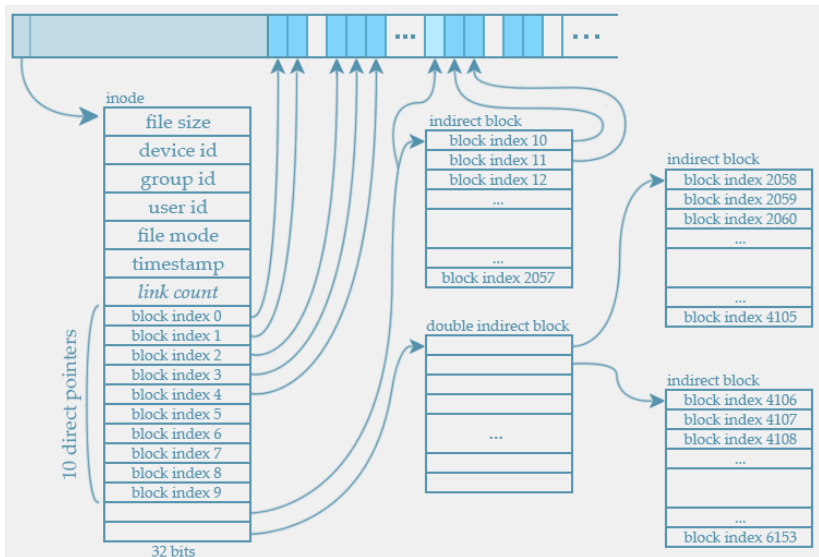 ...
...
inode
file size
device id
group id
user id
file mode
timestamp
link count
block index 0
block index 1
block index 2
block index 3
block index 4
block index 5
block index 6
block index 7
block index 8
block index 9
10 direct pointers
32 bits
indirect block
block index 10
block index 11
block index 12
...
...
block index 2057
double indirect block
...
indirect block
block index 2058
block index 2059
block index 2060
...
...
block index 4105
indirect block
block index 4106
block index 4107
block index 4108
...
...
block index 6153